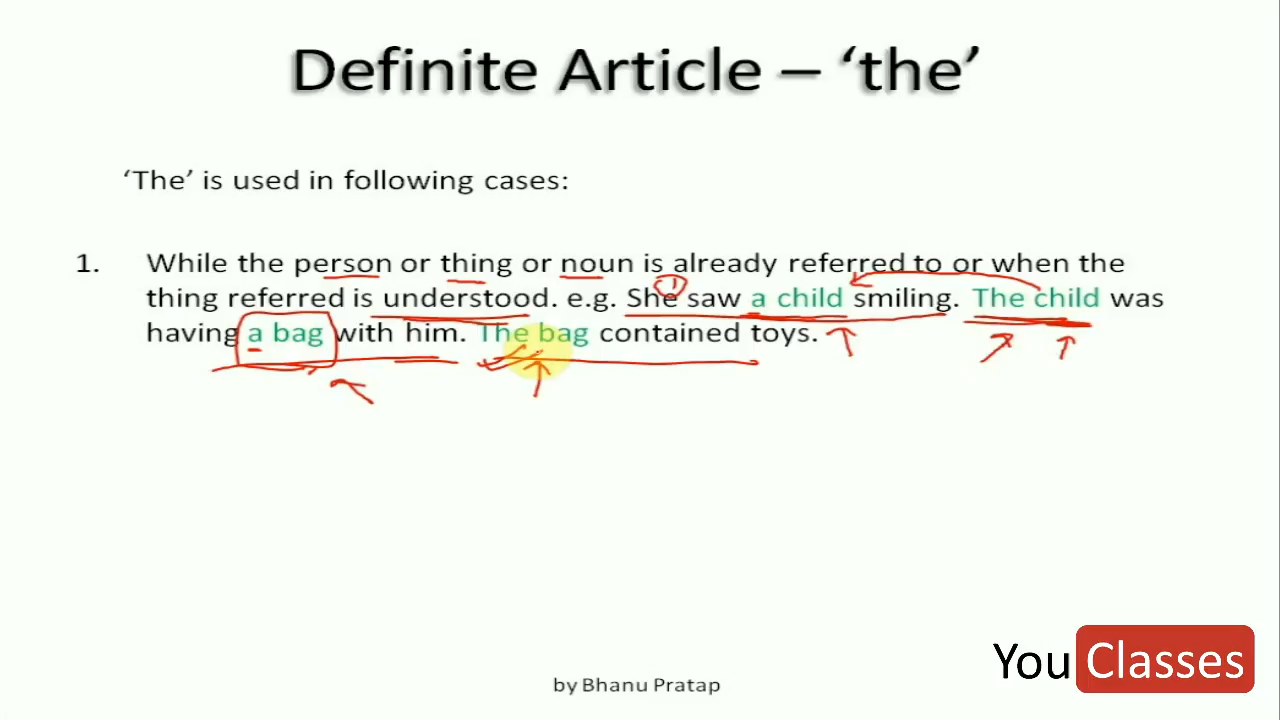 Definite Article – ‘the’
‘The’ is used in following cases:
1. While the person or thing or noun is already referred to or when the
thing referred is understood. e.g. She saw a child smiling. The child was
having a bag with him. The bag contained toys.
You Classes
by Bhanu Pratap